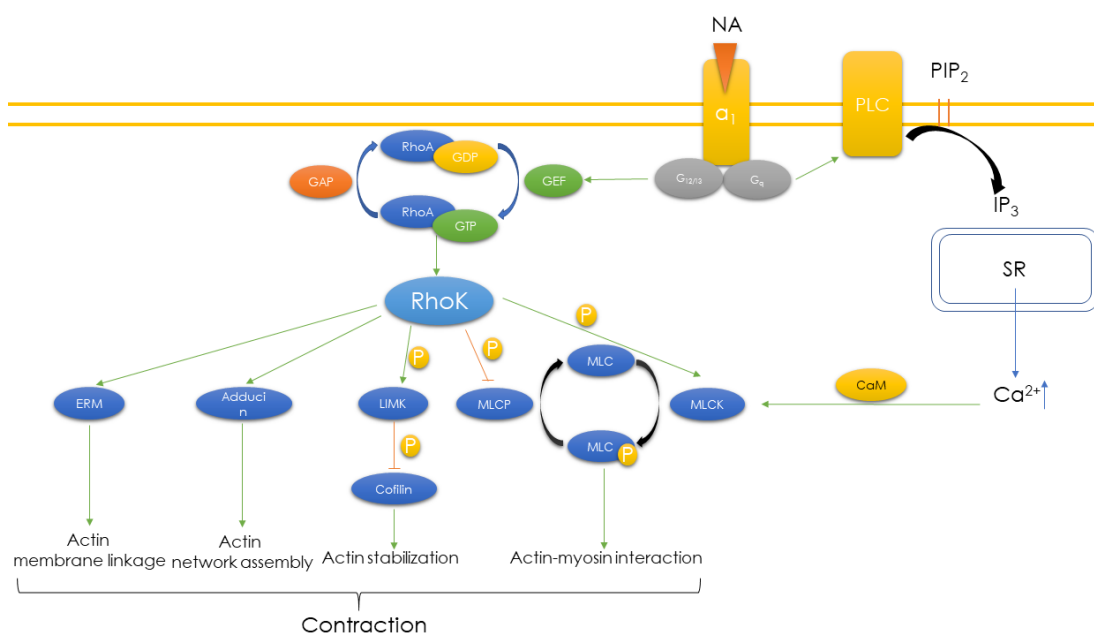 NA
PIP2
PLC
α1
RhoA
GDP
GAP
GEF
G12/13
Gq
RhoA
GTP
IP3
SR
RhoK
P
P
P
MLC
CaM
ERM
Adduci
n
LIMK
MLCP
MLCK
Ca2+
P
MLC
P
Cofilin
Actin
membrane linkage
Actin
network assembly
Actin stabilization
Actin-myosin interaction
Contraction